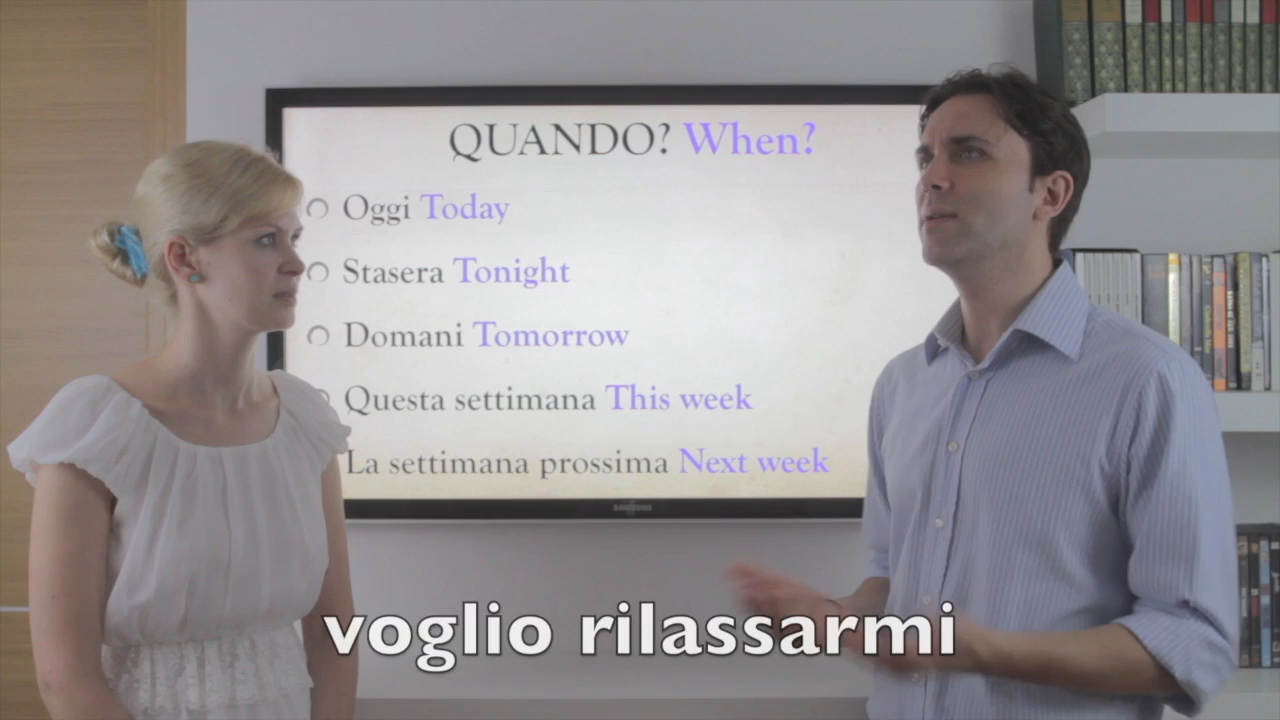 QUANDO? When?
Oggi Today
Stasera Tonight
Domani Tomorrow
Questa settimana This week
La settimana prossima Next week
SAMSUNG
voglio rilassarmi